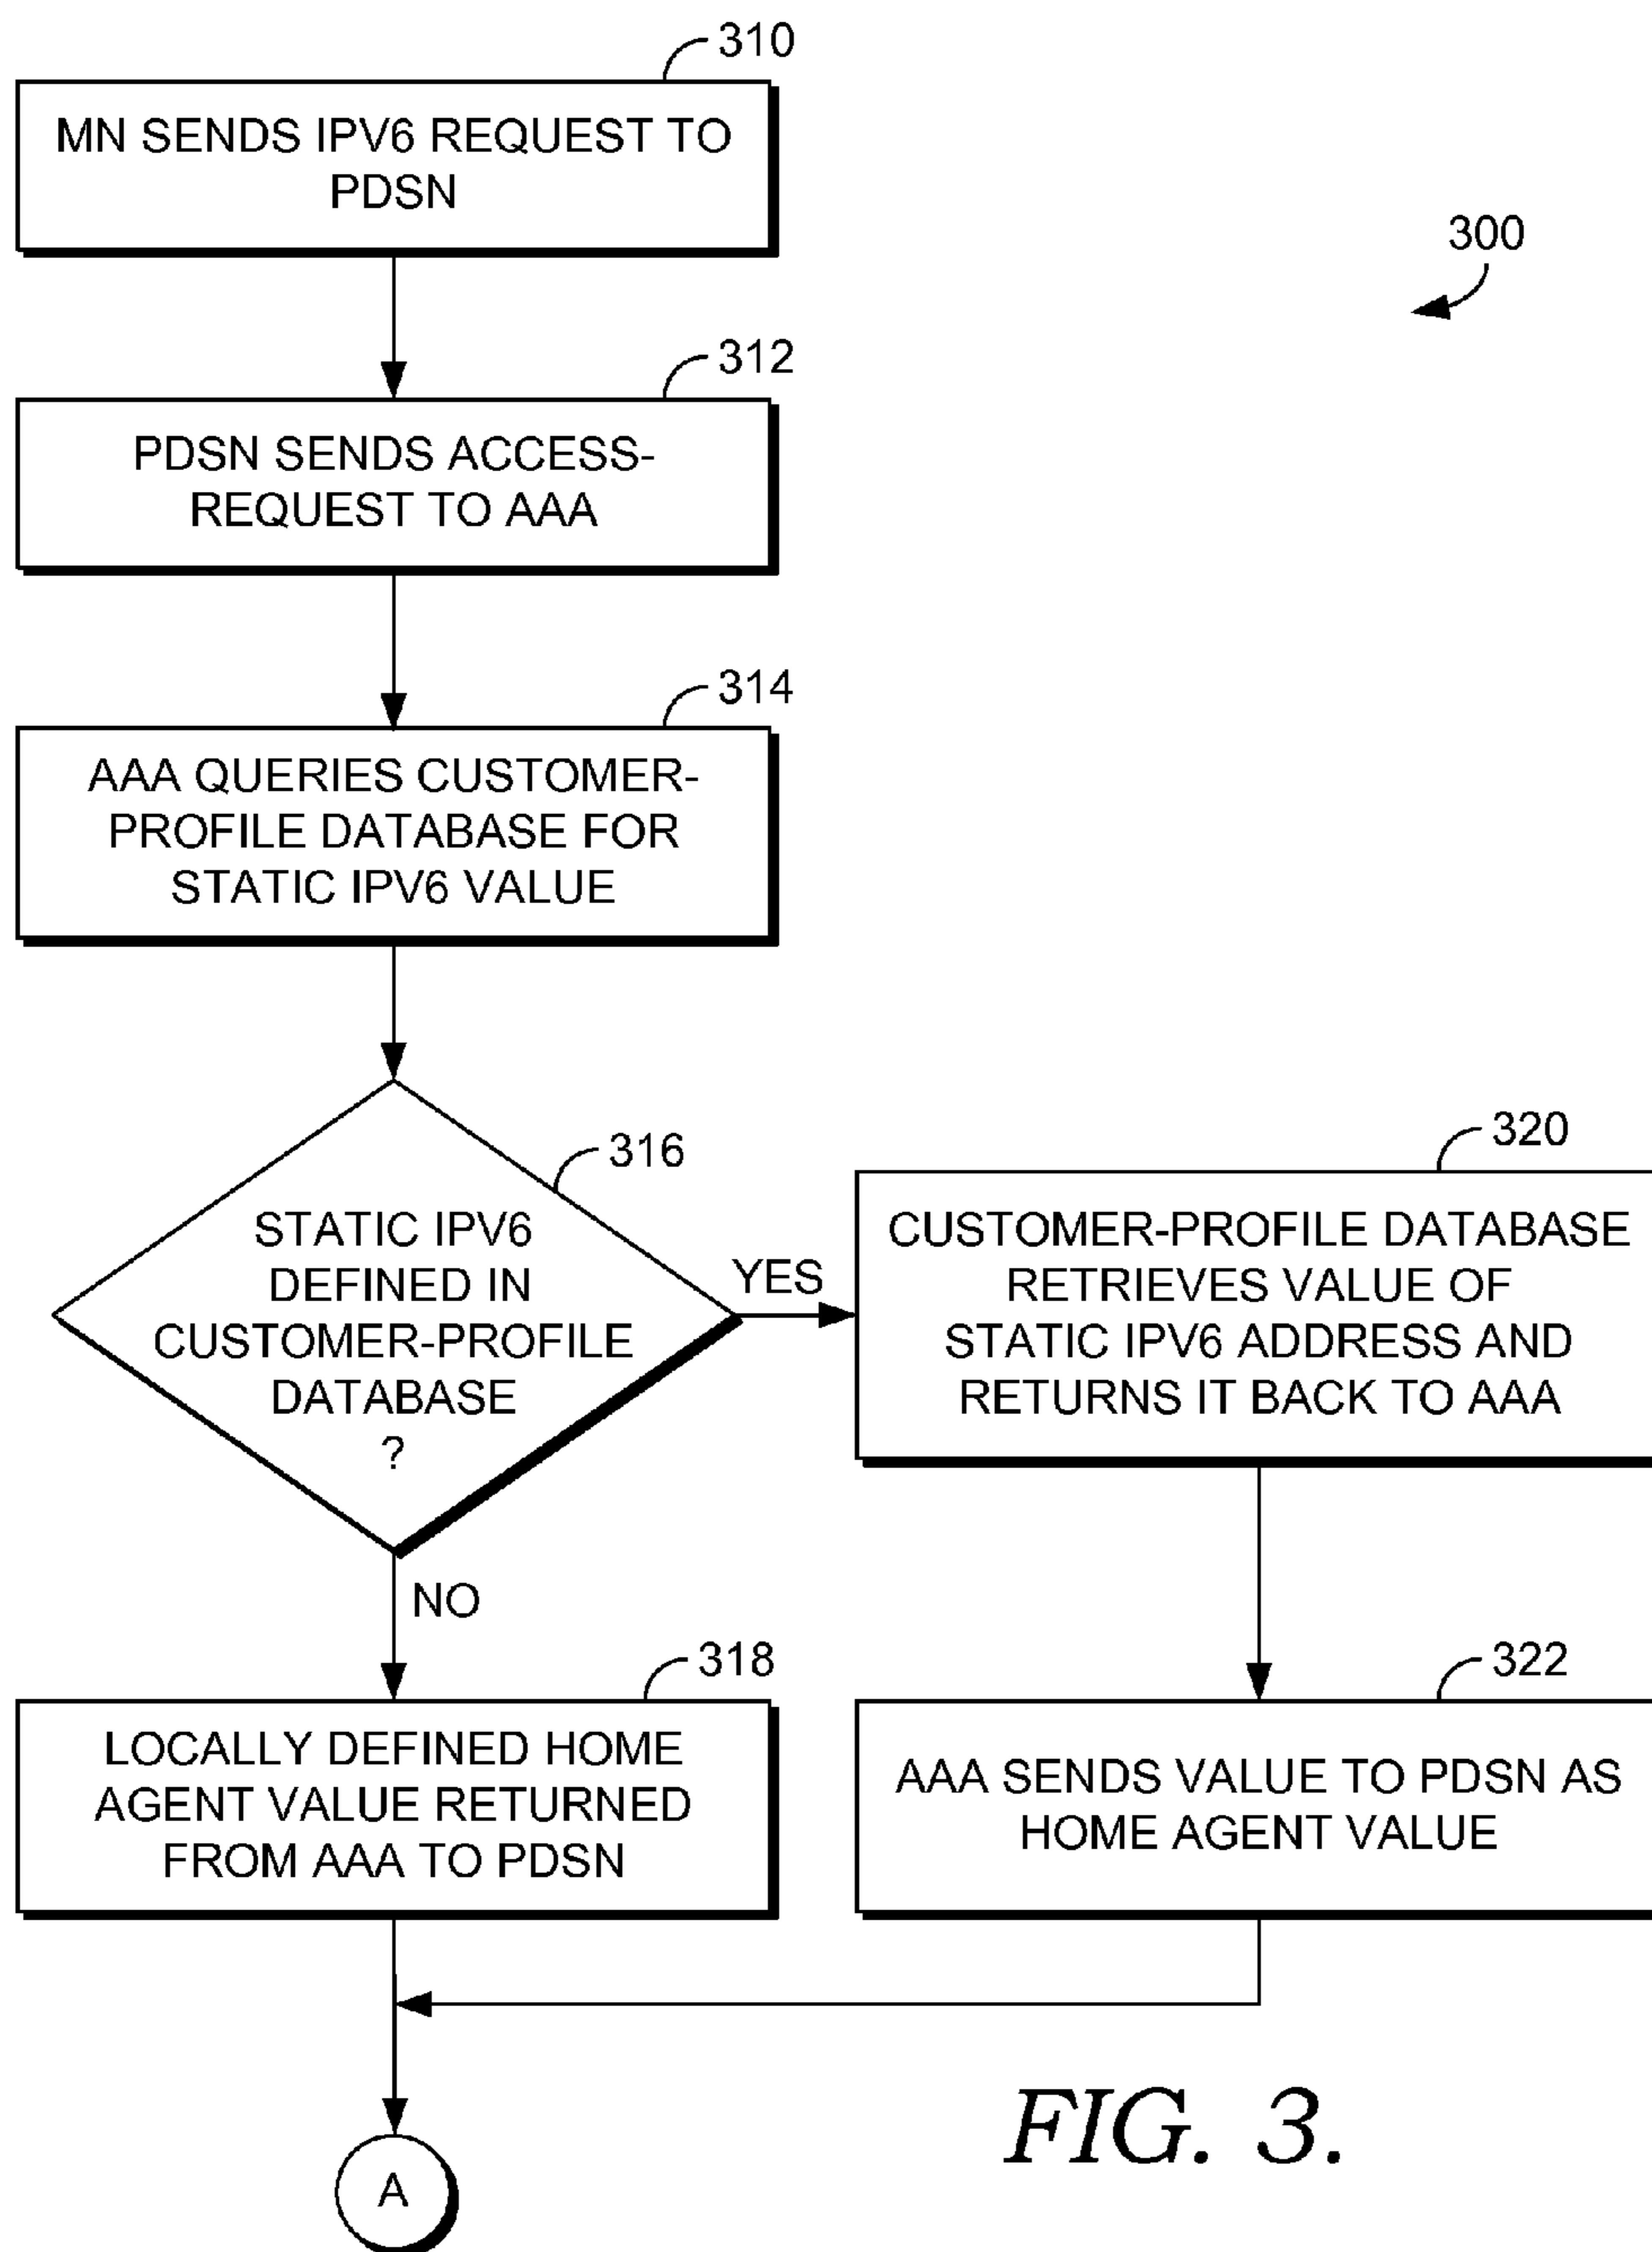 310
MN SENDS IPV6 REQUEST TO
PDSN
300
312
PDSN SENDS ACCESS-
REQUEST TO AAA
314
AAA QUERIES CUSTOMER-
PROFILE DATABASE FOR
STATIC IPV6 VALUE
316
STATIC IPV6
DEFINED IN
CUSTOMER-PROFILE
DATABASE
?
YES
320
CUSTOMER-PROFILE DATABASE
RETRIEVES VALUE OF
STATIC IPV6 ADDRESS AND
RETURNS IT BACK TO AAA
NO
318
LOCALLY DEFINED HOME
AGENT VALUE RETURNED
FROM AAA TO PDSN
322
AAA SENDS VALUE TO PDSN AS
HOME AGENT VALUE
A
FIG. 3.